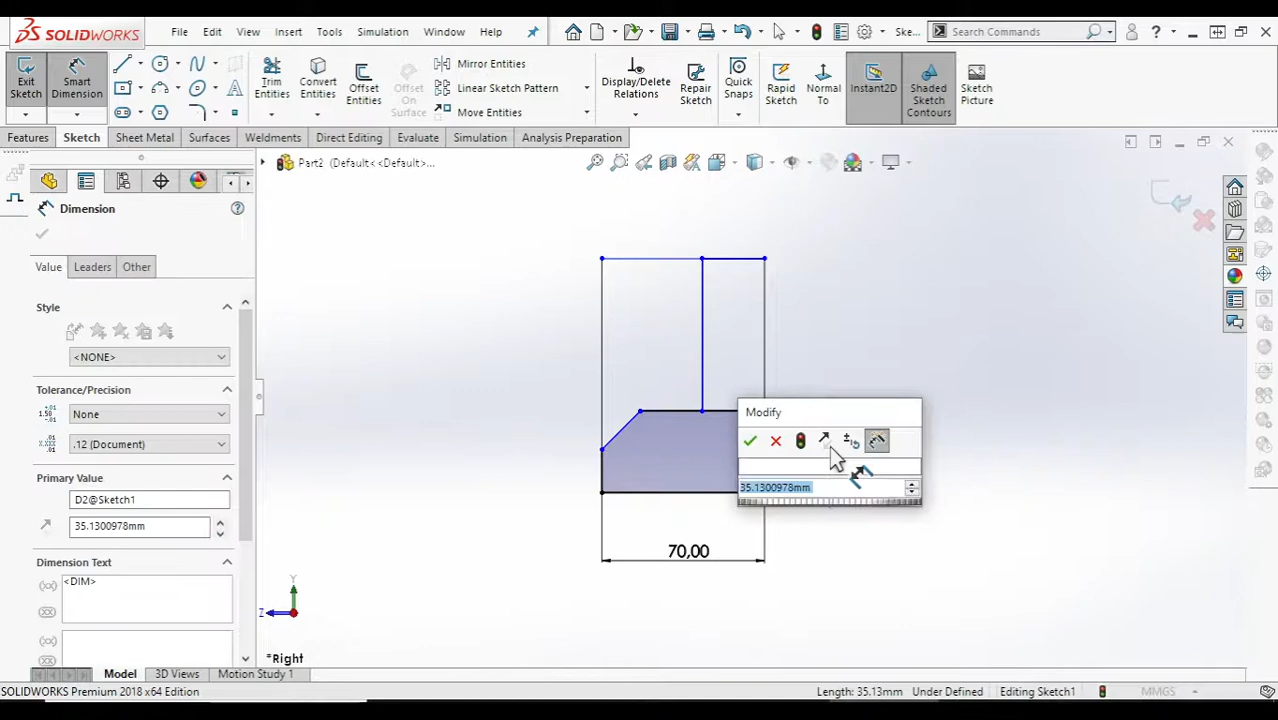 SOLIDWORKS
File Edit View Insert Tools Simulation Window Help
Ske...
Search Commands
Exit Sketch
Smart Dimension
Trim Entities
Convert Entities
Offset Entities
Offset On Surface
Mirror Entities
Linear Sketch Pattern
Move Entities
Display/Delete Relations
Repair Sketch
Quick Snaps
Rapid Sketch
Normal To
Instant2D
Shaded Sketch Contours
Sketch Picture
Features Sketch Sheet Metal Surfaces Weldments Direct Editing Evaluate Simulation Analysis Preparation
Part2 (Default< <Default>...
Dimension
Value Leaders Other
Style
<NONE>
Tolerance/Precision
None
.12 (Document)
Primary Value
D2@Sketch1
35.1300978mm
Dimension Text
<DIM>
Modify
35.1300978mm
70,00
Y
Z
*Right
Model 3D Views Motion Study 1
SOLIDWORKS Premium 2018 x64 Edition
Length: 35.13mm Under Defined Editing Sketch1 MMGS